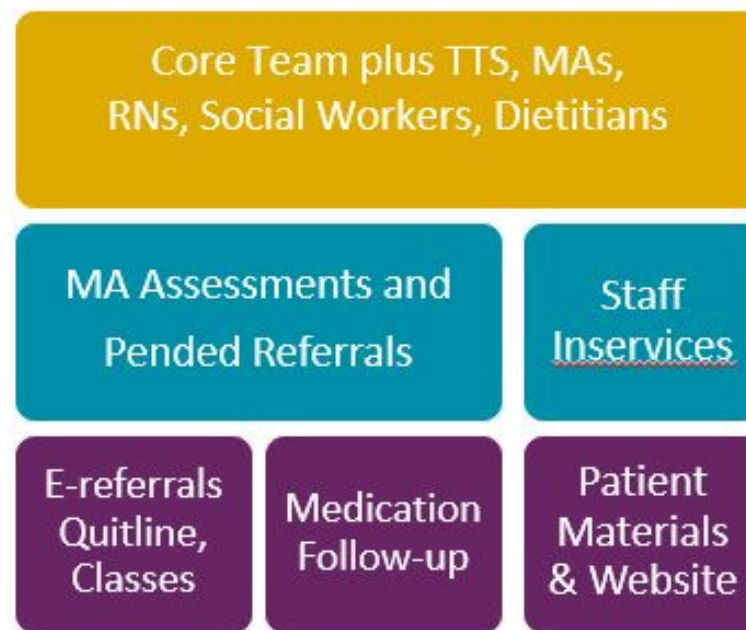 Core Team plus TTS, MAs,
RNs, Social Workers, Dietitians
MA Assessments and
Pended Referrals
Staff
Inservices
E-referrals
Quitline,
Classes
Medication
Follow-up
Patient
Materials
& Website